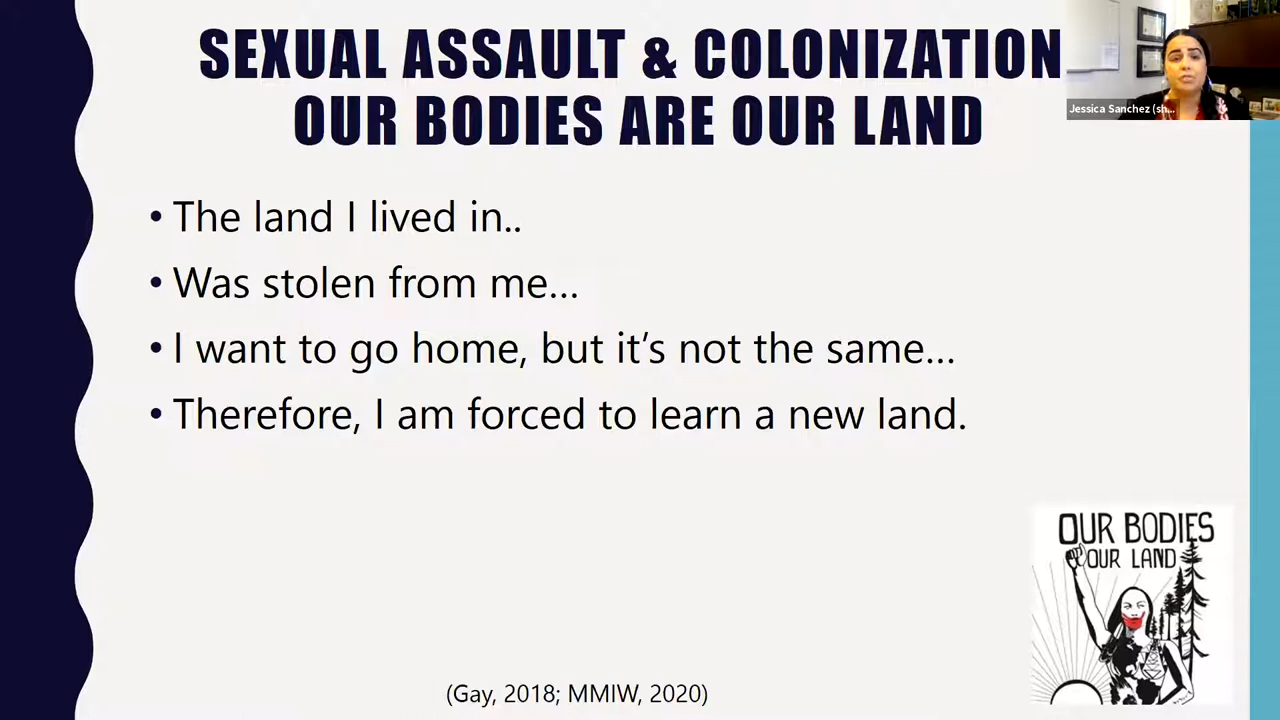 SEXUAL ASSAULT & COLONIZATION
OUR BODIES ARE OUR LAND
Jessica Sanchez (sh...
• The land I lived in..
• Was stolen from me...
• I want to go home, but it’s not the same...
• Therefore, I am forced to learn a new land.
OUR BODIES
OUR LAND
(Gay, 2018; MMIW, 2020)